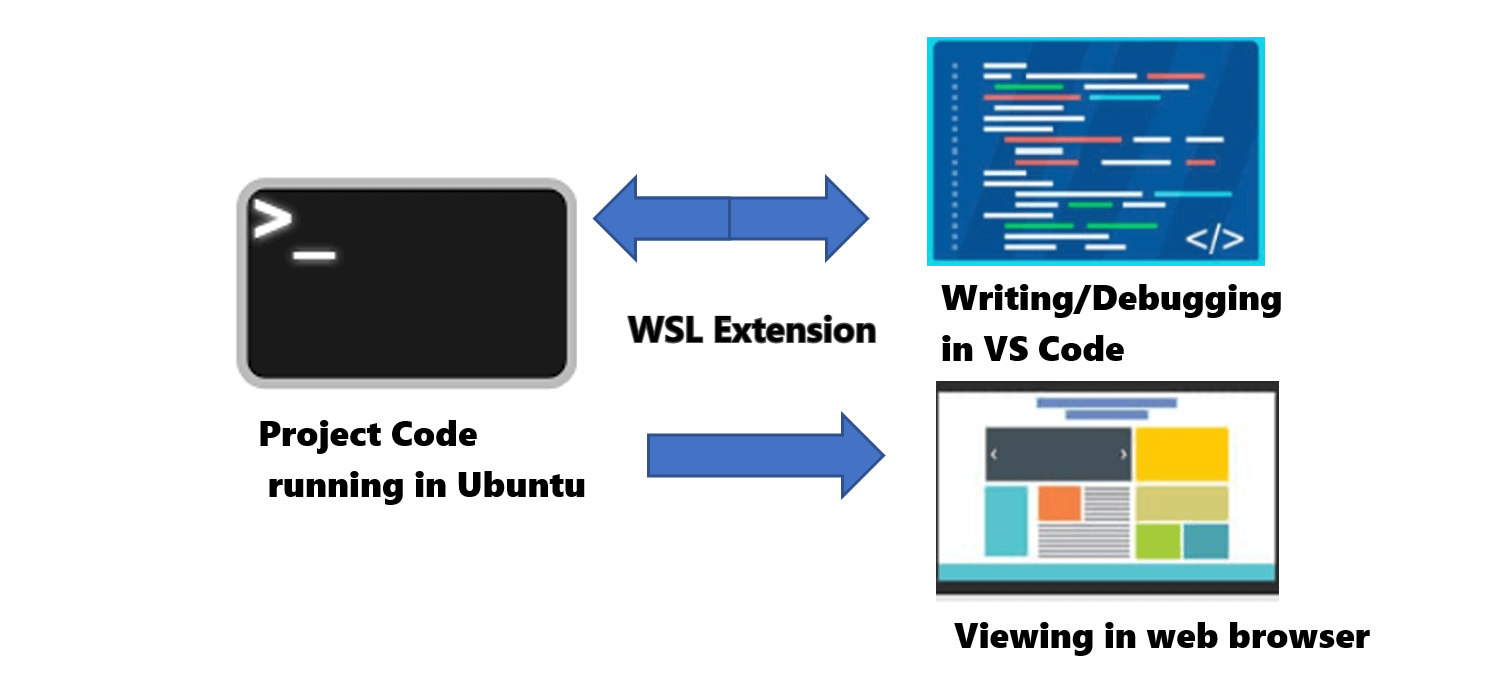 >_
</>
Writing/Debugging
in VS Code
WSL Extension
Project Code
running in Ubuntu
Viewing in web browser